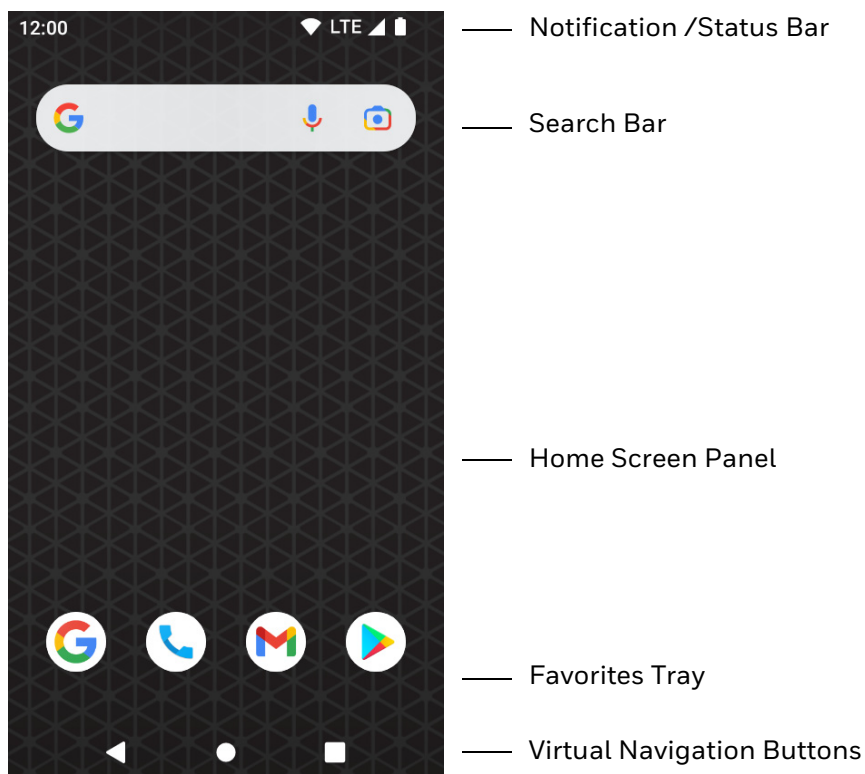 12:00 LTE
Notification /Status Bar
Search Bar
Home Screen Panel
Favorites Tray
Virtual Navigation Buttons